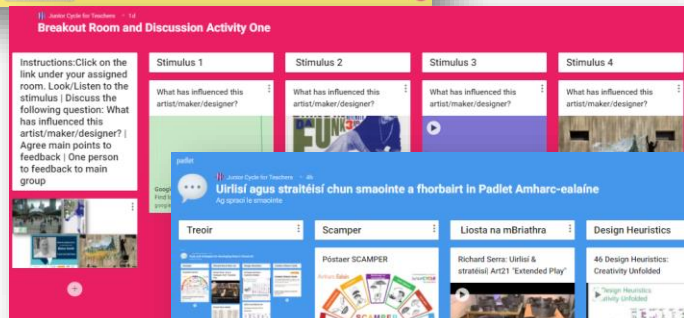 Junior Cycle for Teachers • 1d
Breakout Room and Discussion Activity One
Instructions:Click on the
link under your assigned
room. Look/Listen to the
stimulus | Discuss the
following question: What
has influenced this
artist/maker/designer? |
Agree main points to
feedback | One person
to feedback to main
group
Stimulus 1
What has influenced this
artist/maker/designer?
Stimulus 2
What has influenced this
artist/maker/designer?
Stimulus 3
What has influenced this
artist/maker/designer?
Stimulus 4
What has influenced this
artist/maker/designer?
padlet
Junior Cycle for Teachers • 4h
Uirlisí agus straitéisí chun smaointe a fhorbairt in Padlet Amharc-ealaíne
Ag spraoi le smaointe
Treoir
Scamper
Póstaer SCAMPER
Liosta na mBriathra
Richard Serra: Uirlisí &
stratéisí| Art21 "Extended Play"
Design Heuristics
46 Design Heuristics:
Creativity Unfolded